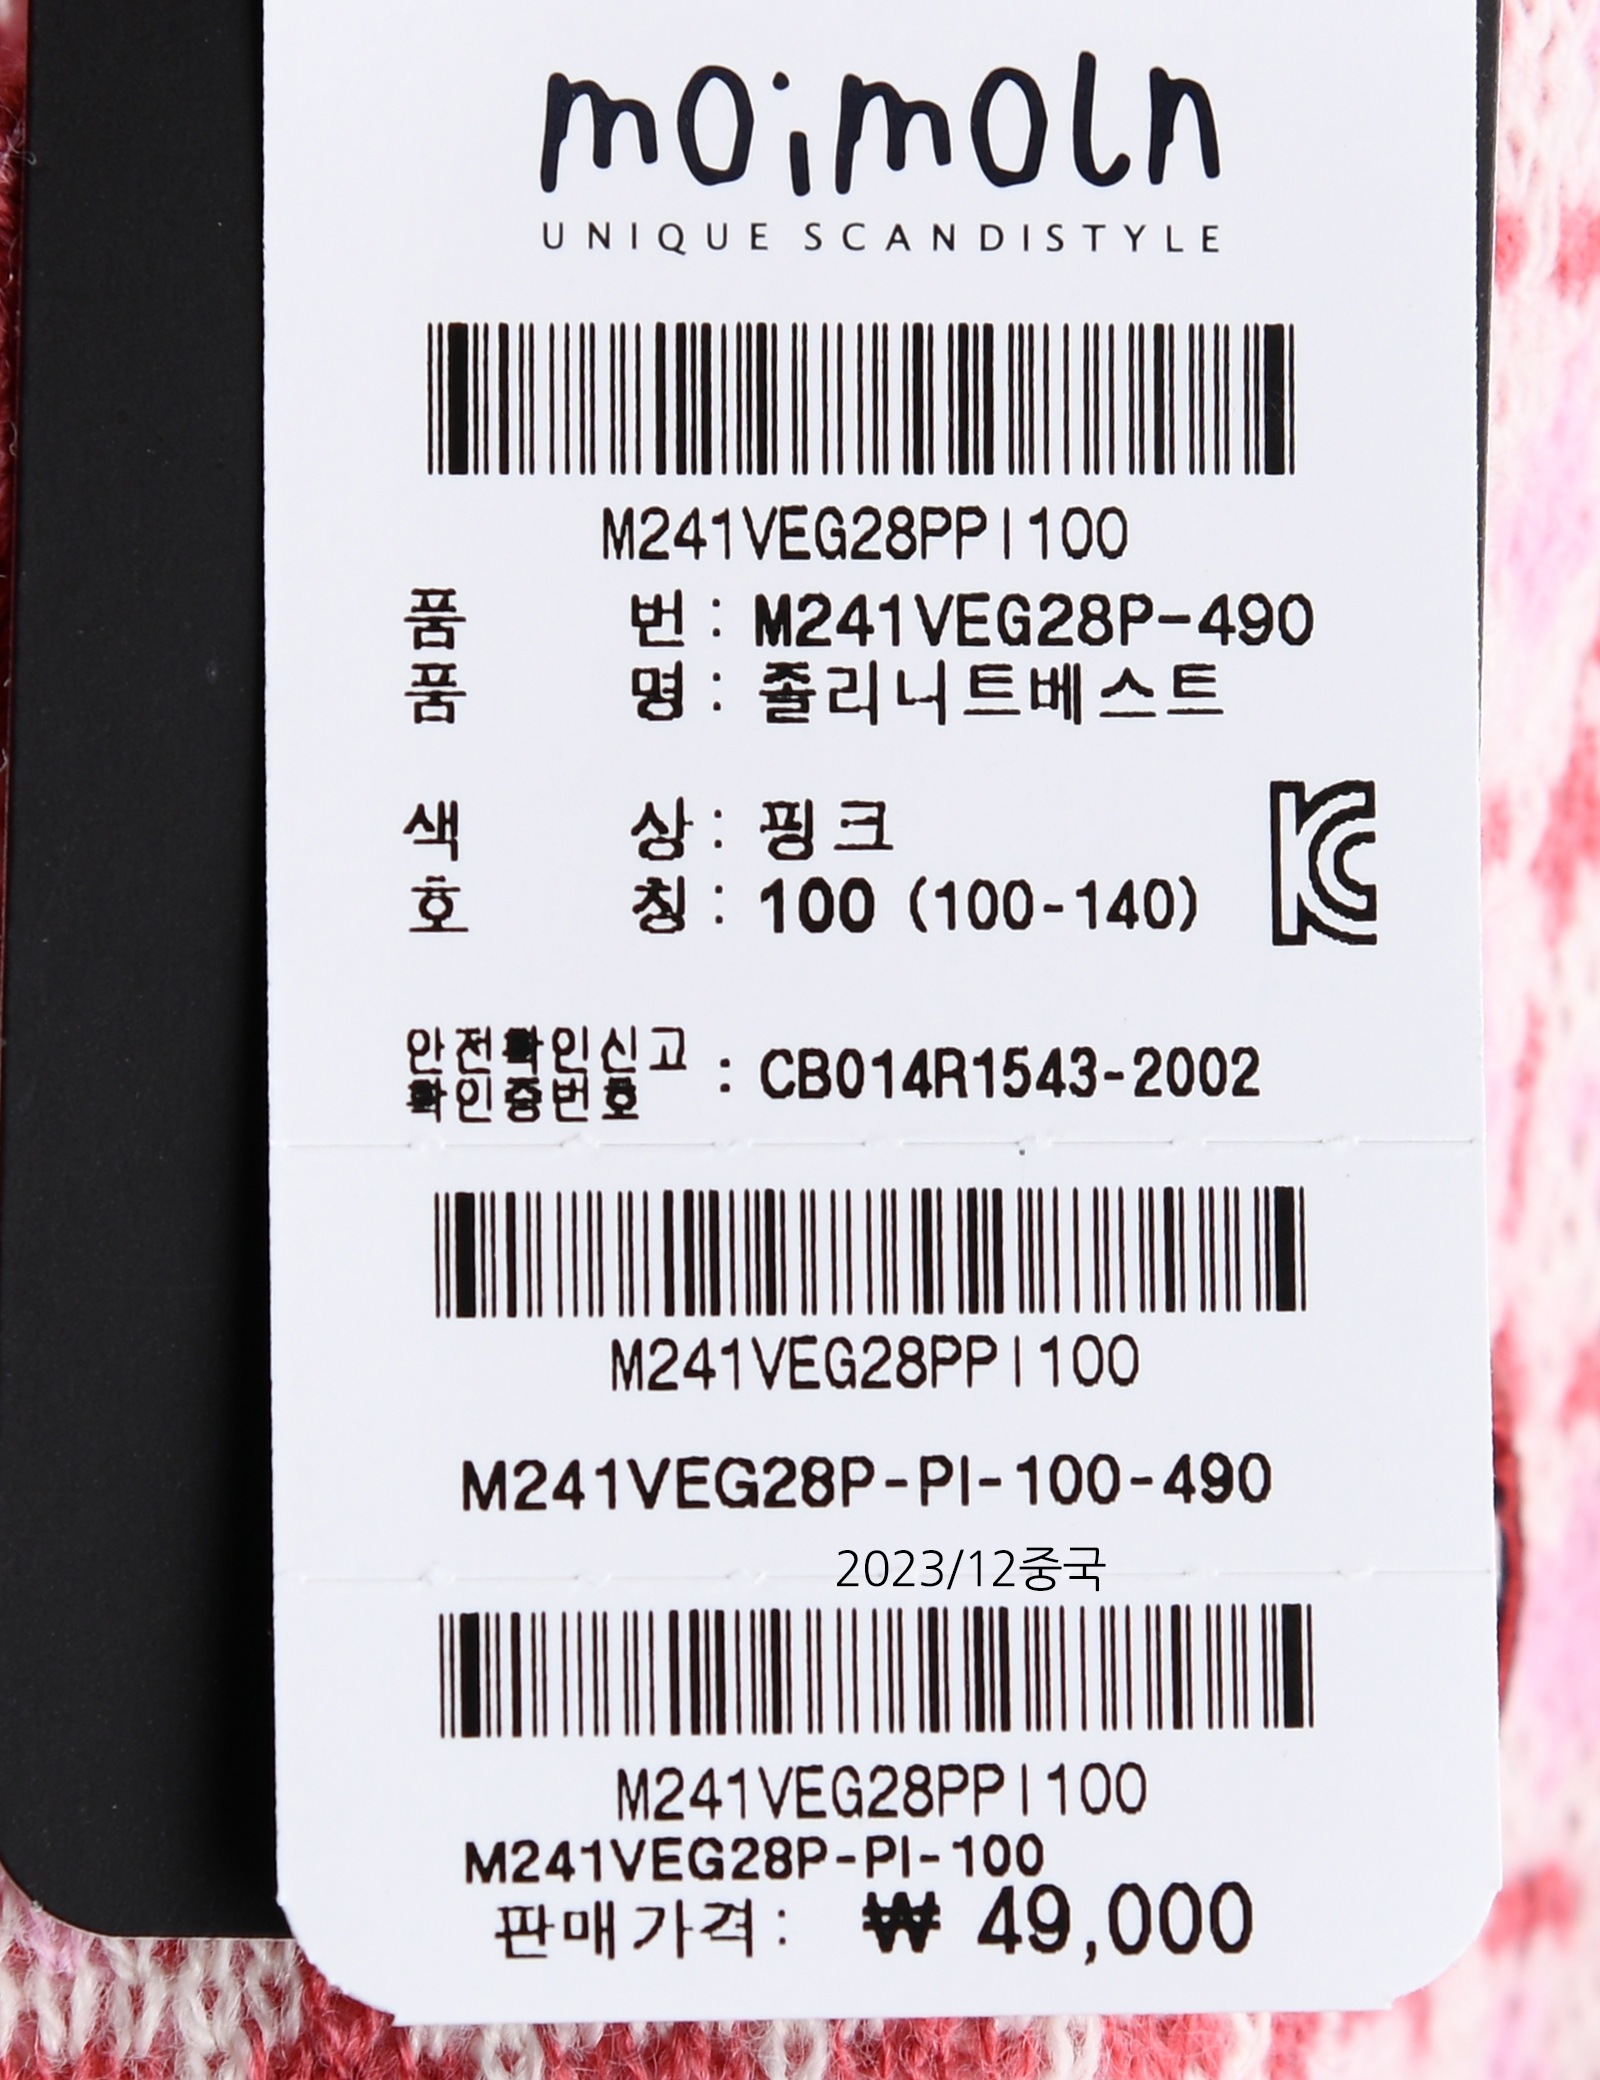 moimoln
UNIQUE SCANDISTYLE
M241VEG28PPI100
품 번 : M241VEG28P-490
품 명 : 졸리니트베스트
색 상 : 핑크
호 칭 : 100 (100-140)
안전확인신고
확인증번호 : CB014R1543-2002
M241VEG28PPI100
M241VEG28P-PI-100-490
2023/12중국
M241VEG28PPI100
M241VEG28P-PI-100
판매가격: ₩ 49,000